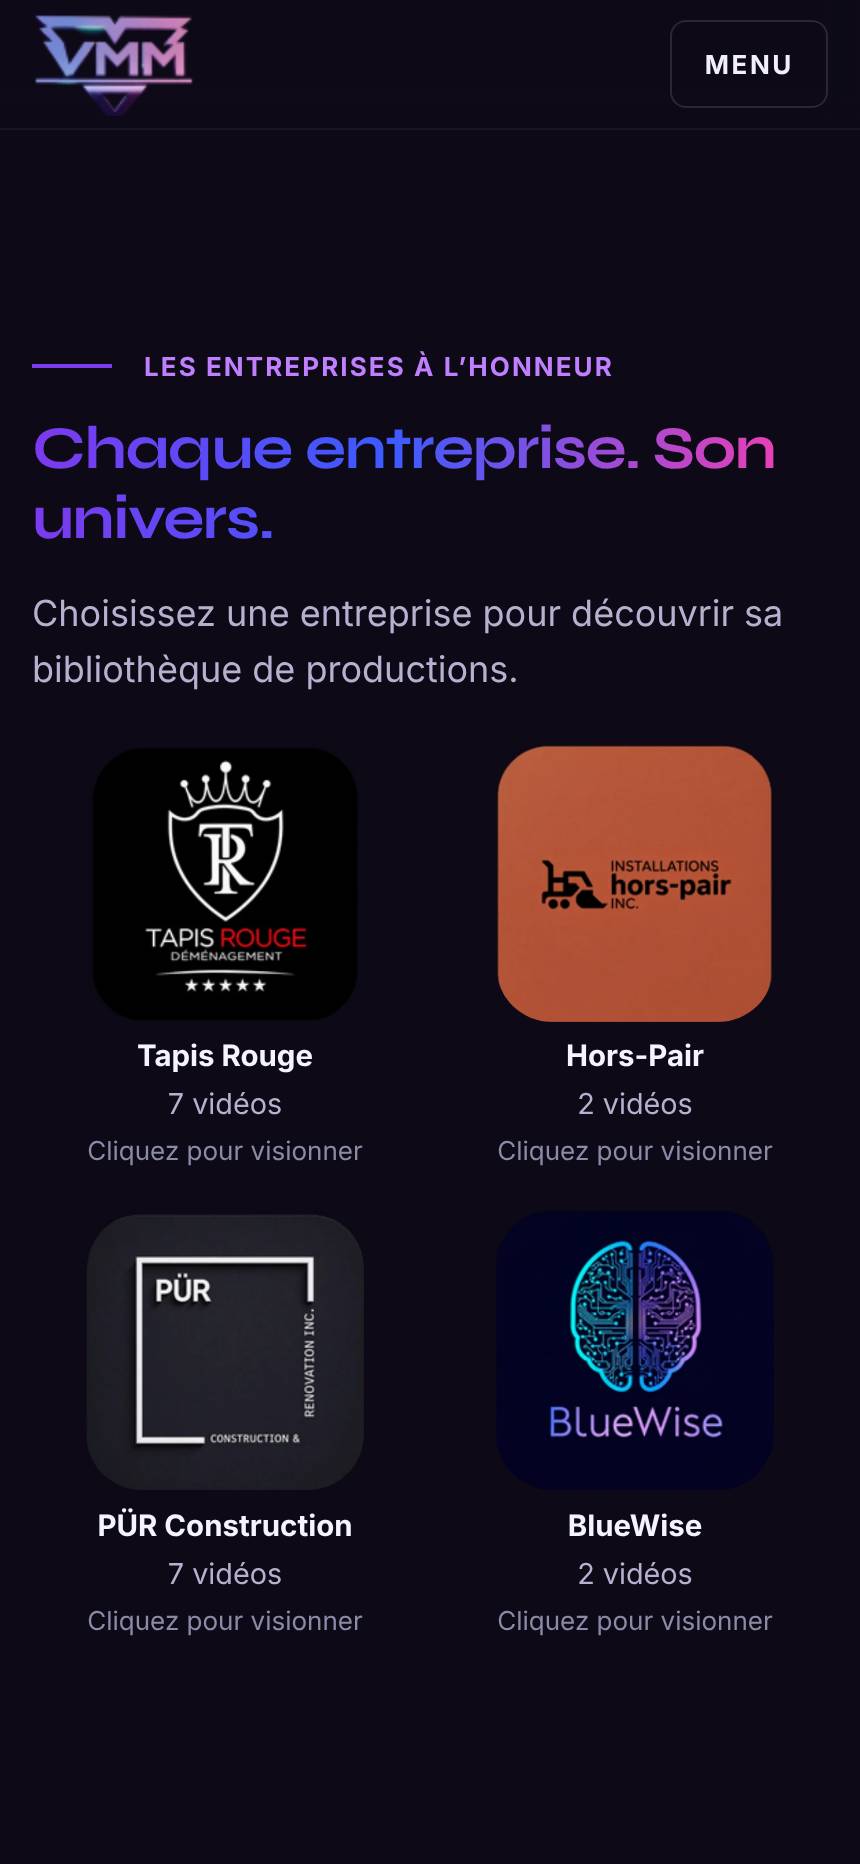 VMM
MENU
LES ENTREPRISES À L’HONNEUR
Chaque entreprise. Son
univers.
Choisissez une entreprise pour découvrir sa
bibliothèque de productions.
TR
TAPIS ROUGE
DÉMÉNAGEMENT
Tapis Rouge
7 vidéos
Cliquez pour visionner
INSTALLATIONS
hors-pair
INC.
Hors-Pair
2 vidéos
Cliquez pour visionner
PÜR
CONSTRUCTION &
RENOVATION INC.
PÜR Construction
7 vidéos
Cliquez pour visionner
BlueWise
BlueWise
2 vidéos
Cliquez pour visionner